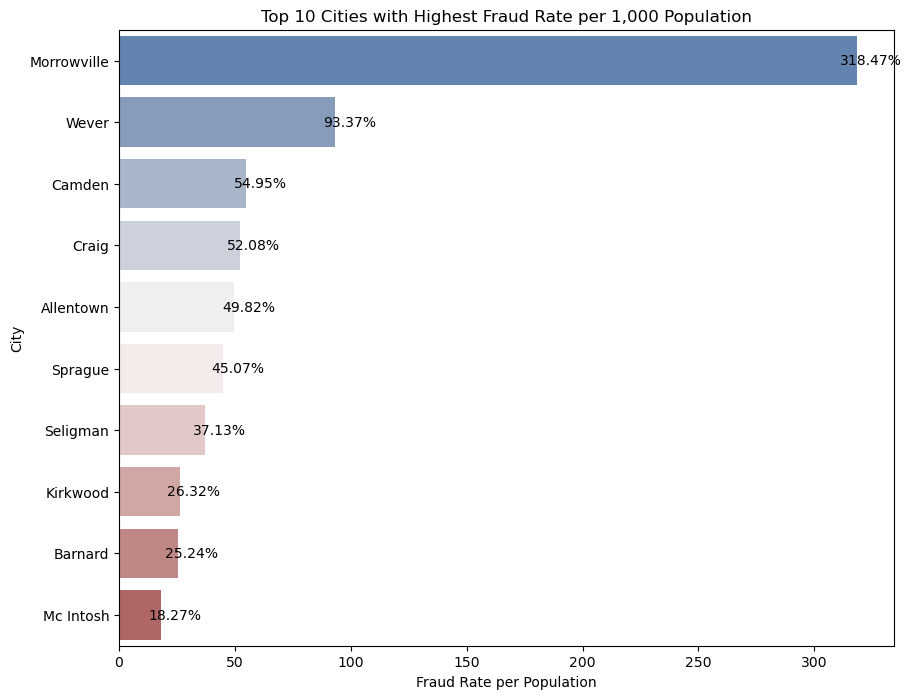 Top 10 Cities with Highest Fraud Rate per 1,000 Population
Morrowville 318.47%
Wever 93.37%
Camden 54.95%
Craig 52.08%
Allentown 49.82%
City
Sprague 45.07%
Seligman 37.13%
Kirkwood 26.32%
Barnard 25.24%
Mc Intosh 18.27%
0 50 100 150 200 250 300
Fraud Rate per Population